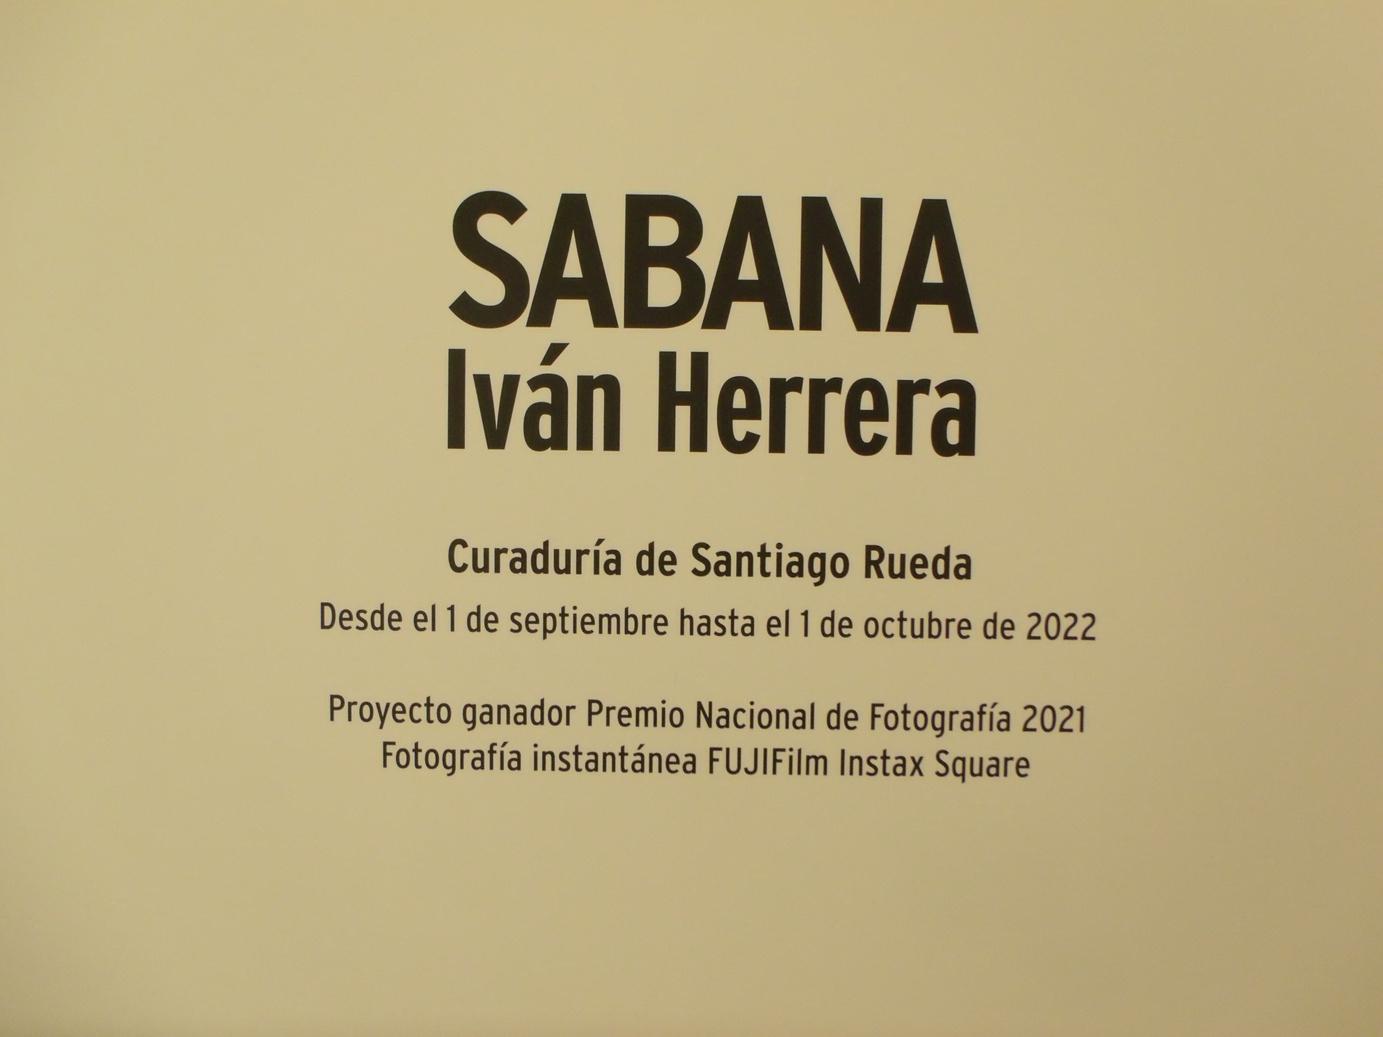 SABANA
Iván Herrera
Curaduría de Santiago Rueda
Desde el 1 de septiembre hasta el 1 de octubre de 2022
Proyecto ganador Premio Nacional de Fotografía 2021
Fotografía instantánea FUJIFilm Instax Square